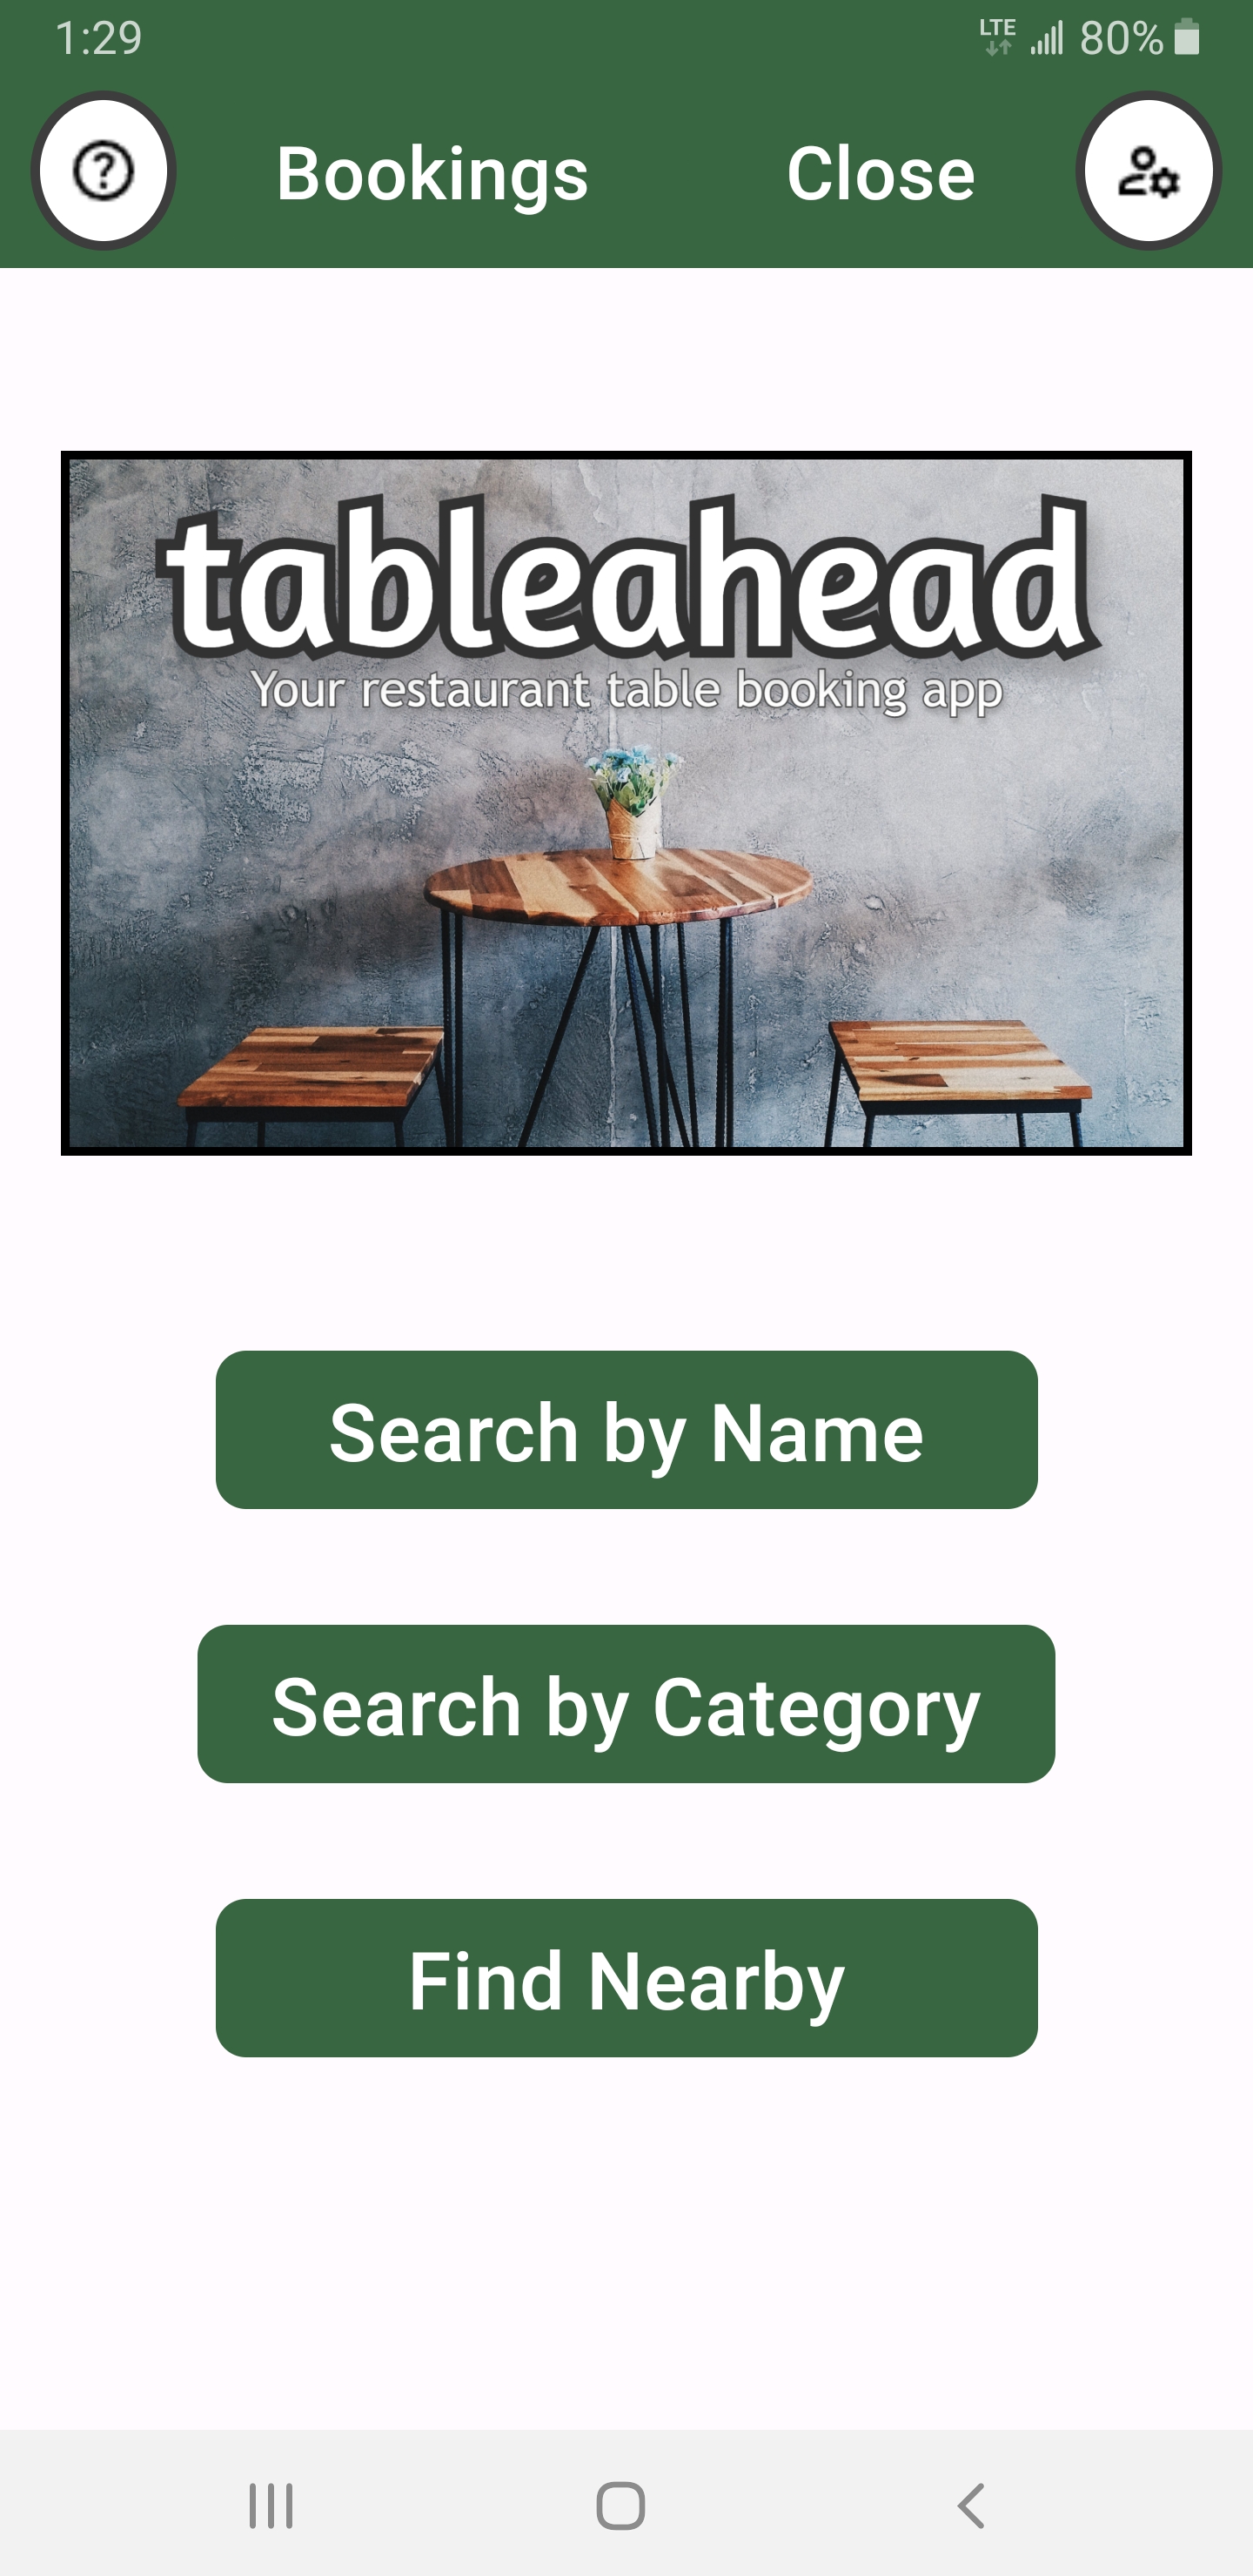 1:29
LTE 80%
Bookings Close
tableahead
Your restaurant table booking app
Search by Name
Search by Category
Find Nearby